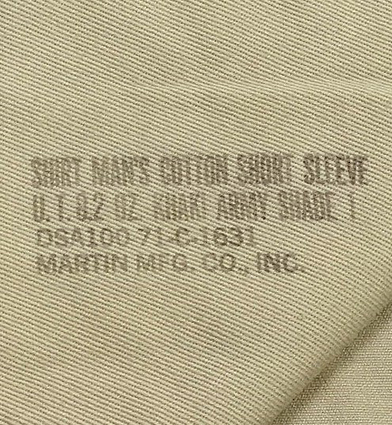 SHIRT MAN'S COTTON SHORT SLEEVE
U.T. 8.2 OZ. KHAKI ARMY SHADE 1
DSA100-71-C-1631
MARTIN MFG. CO., INC.